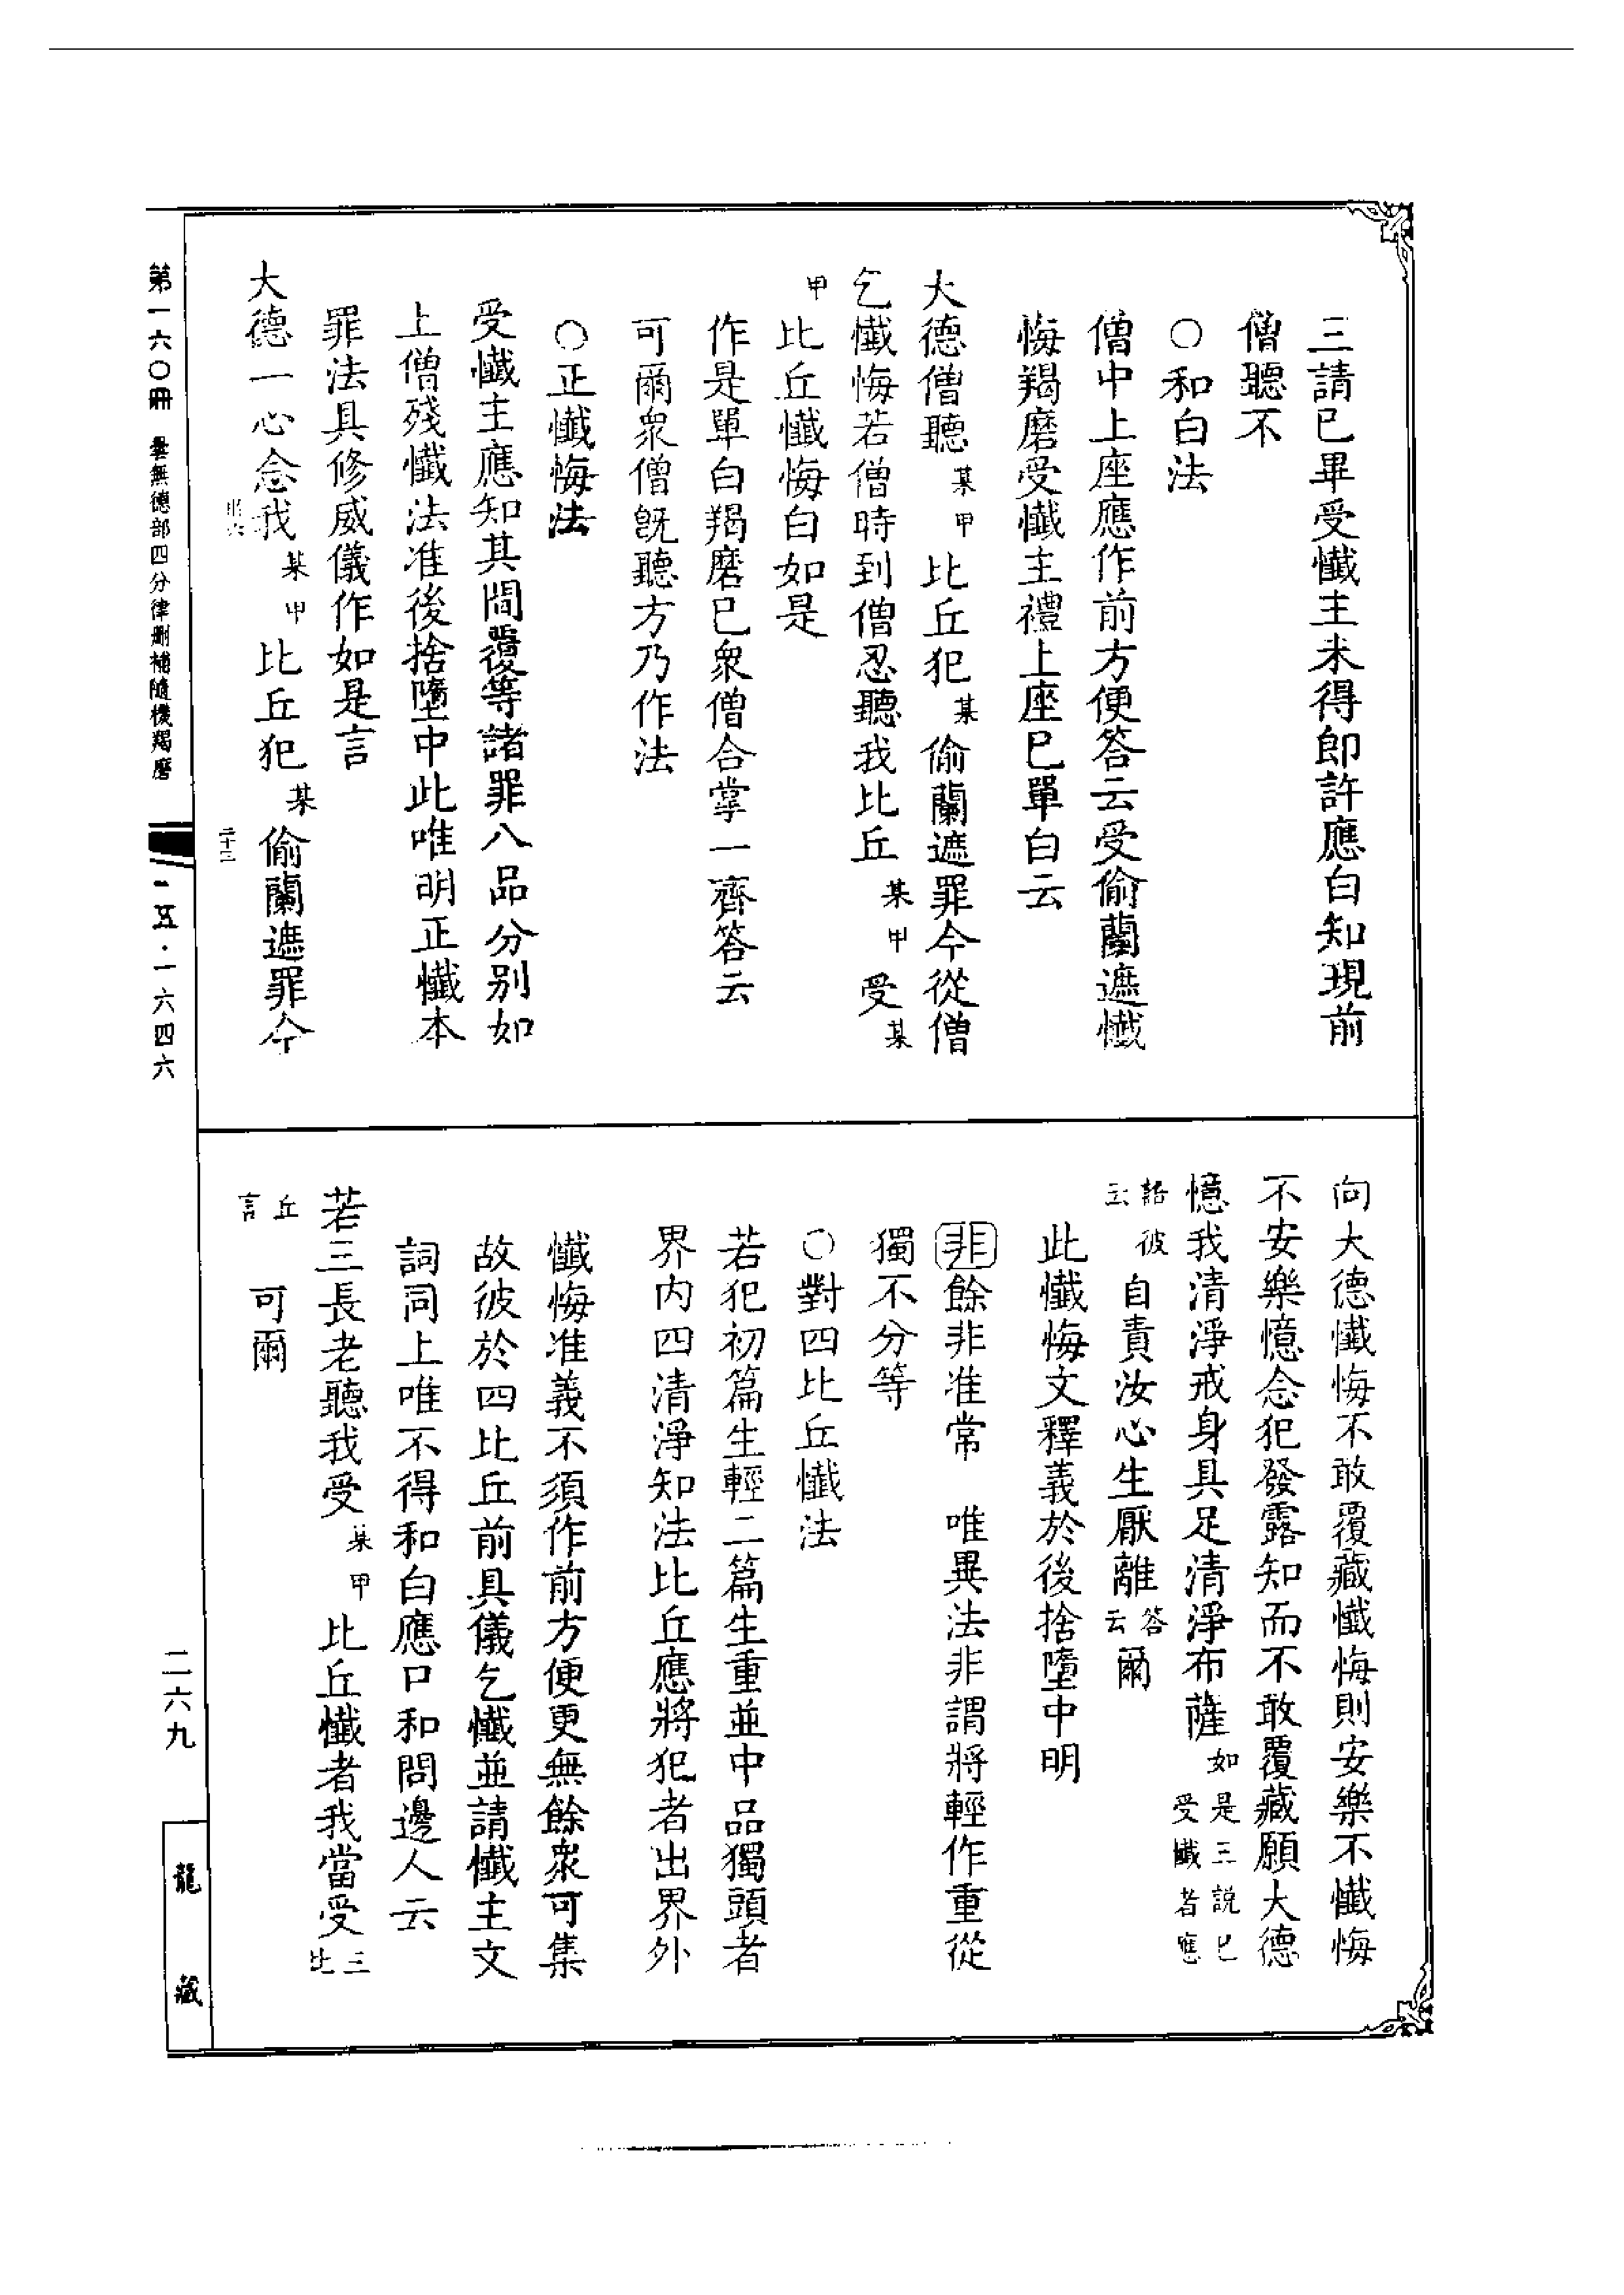 三請已畢受懺主未得即許應白知現前
僧聽不
○和白法
僧中上座應作前方便答云受偷蘭遮懺
悔羯磨受懺主禮上座已單白云
大德僧聽某甲比丘犯某偷蘭遮罪今從僧
乞懺悔若僧時到僧忍聽我比丘某甲受某
甲比丘懺悔白如是
作是單白羯磨已衆僧合掌一齊答云
可爾衆僧旣聽方乃作法
○正懺悔法
受懺主應知其間覆等諸罪八品分別如
上僧殘懺法准後捨墮中此唯明正懺本
罪法具修威儀作如是言
大德一心念我某甲比丘犯某偷蘭遮罪今
二十三
向大德懺悔不敢覆藏懺悔則安樂不懺悔
不安樂憶念犯發露知而不敢覆藏願大德
憶我清淨戒身具足清淨布薩如是三說已受懺者應
語彼云自責汝心生厭離答云爾
此懺悔文釋義於後捨墮中明
非餘非准常　唯異法非謂將輕作重從
獨不分等
○對四比丘懺法
若犯初篇生輕二篇生重並中品獨頭者
界内四清淨知法比丘應將犯者出界外
懺悔准義不須作前方便更無餘衆可集
故彼於四比丘前具儀乞懺並請懺主文
詞同上唯不得和白應口和問邊人云
若三長老聽我受某甲比丘懺者我當受三比
丘言可爾
第一六〇冊　曇無德部四分律刪補隨機羯磨
一五·一六四六
二六九
龍藏